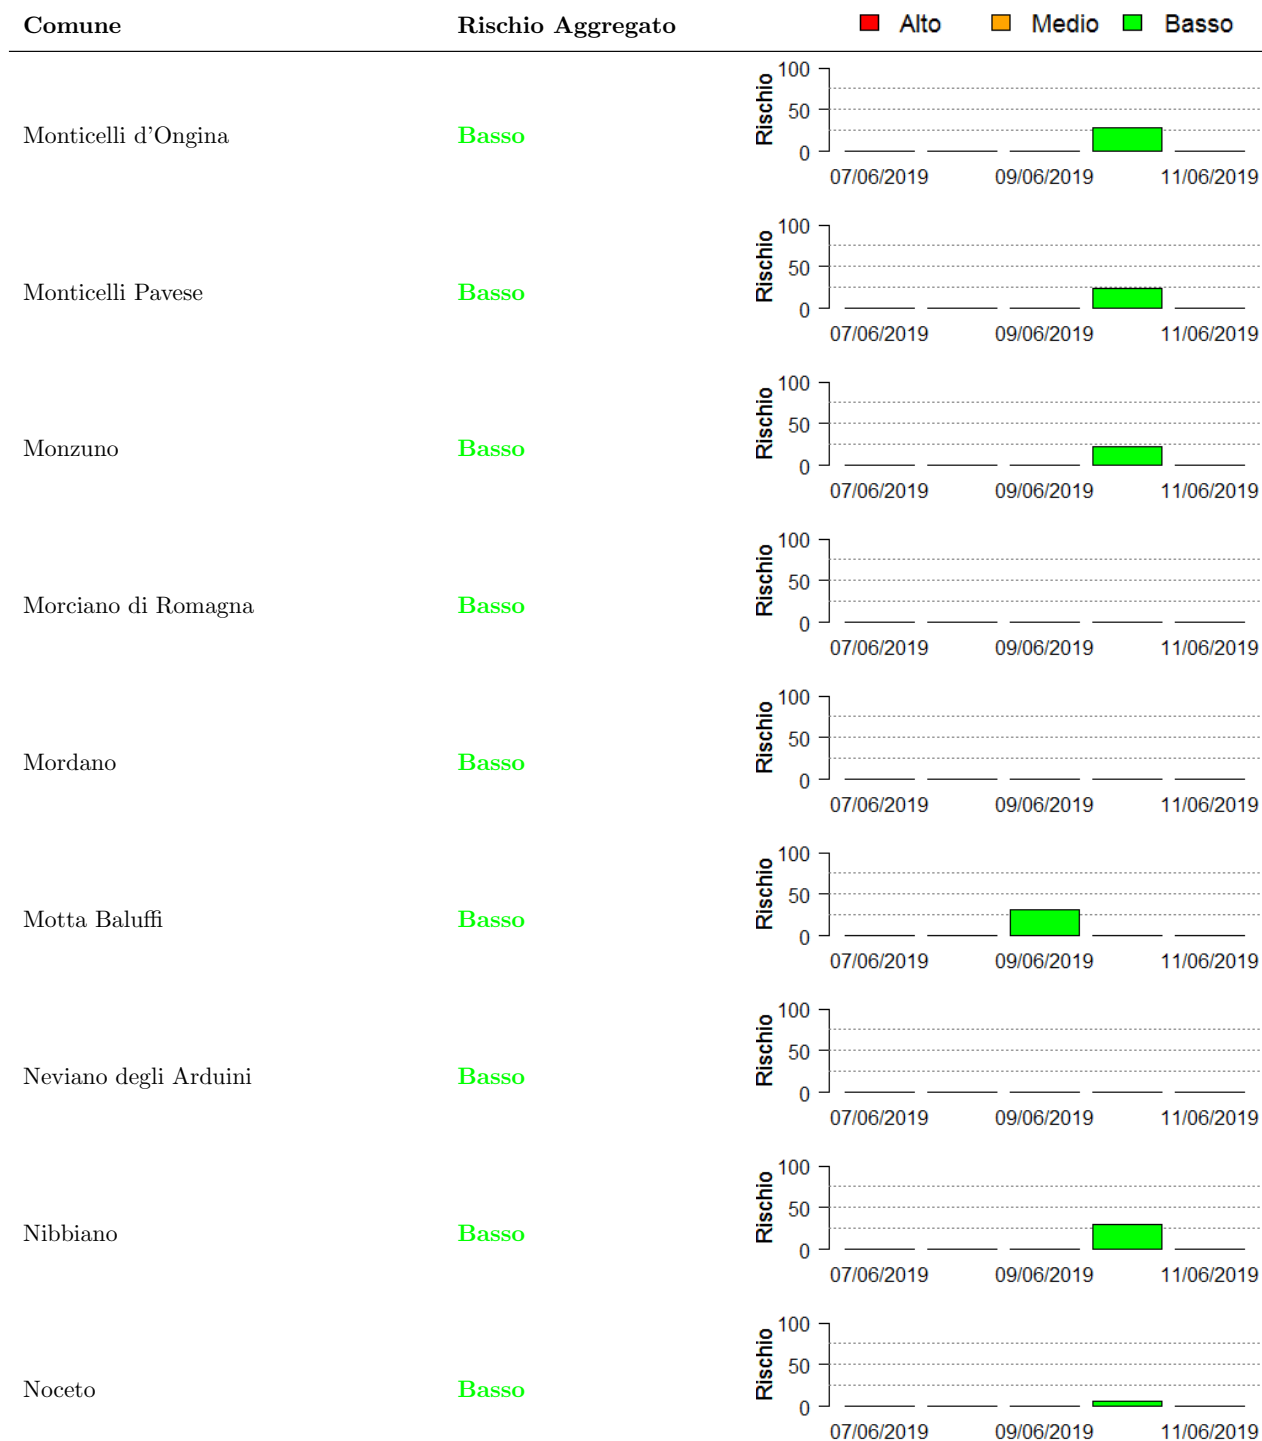 Comune Rischio Aggregato Alto Medio Basso
Monticelli d'Ongina Basso Rischio 100 50 0
07/06/2019 09/06/2019 11/06/2019
Monticelli Pavese Basso Rischio 100 50 0
07/06/2019 09/06/2019 11/06/2019
Monzuno Basso Rischio 100 50 0
07/06/2019 09/06/2019 11/06/2019
Morciano di Romagna Basso Rischio 100 50 0
07/06/2019 09/06/2019 11/06/2019
Mordano Basso Rischio 100 50 0
07/06/2019 09/06/2019 11/06/2019
Motta Baluffi Basso Rischio 100 50 0
07/06/2019 09/06/2019 11/06/2019
Neviano degli Arduini Basso Rischio 100 50 0
07/06/2019 09/06/2019 11/06/2019
Nibbiano Basso Rischio 100 50 0
07/06/2019 09/06/2019 11/06/2019
Noceto Basso Rischio 100 50 0
07/06/2019 09/06/2019 11/06/2019